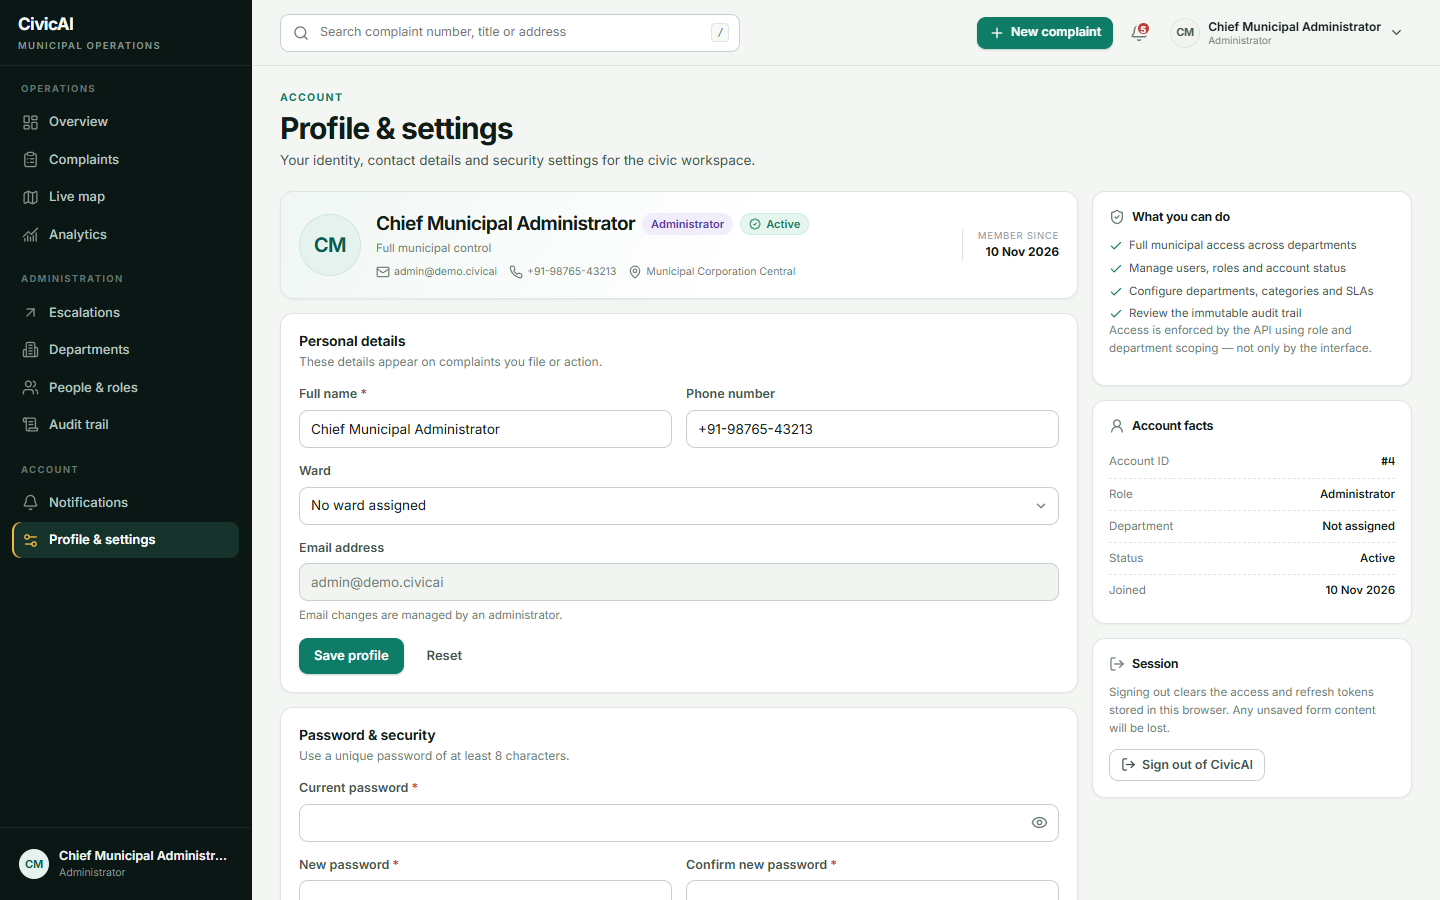 CivicAI
MUNICIPAL OPERATIONS
OPERATIONS
Overview
Complaints
Live map
Analytics
ADMINISTRATION
Escalations
Departments
People & roles
Audit trail
ACCOUNT
Notifications
Profile & settings
CM
Chief Municipal Administr...
Administrator
Search complaint number, title or address
/
New complaint
5
CM
Chief Municipal Administrator
Administrator
ACCOUNT
Profile & settings
Your identity, contact details and security settings for the civic workspace.
CM
Chief Municipal Administrator
Administrator
Active
Full municipal control
admin@demo.civicai
+91-98765-43213
Municipal Corporation Central
MEMBER SINCE
10 Nov 2026
Personal details
These details appear on complaints you file or action.
Full name *
Phone number
Chief Municipal Administrator
+91-98765-43213
Ward
No ward assigned
Email address
admin@demo.civicai
Email changes are managed by an administrator.
Save profile
Reset
Password & security
Use a unique password of at least 8 characters.
Current password *
New password *
Confirm new password *
What you can do
Full municipal access across departments
Manage users, roles and account status
Configure departments, categories and SLAs
Review the immutable audit trail
Access is enforced by the API using role and
department scoping — not only by the interface.
Account facts
Account ID
#4
Role
Administrator
Department
Not assigned
Status
Active
Joined
10 Nov 2026
Session
Signing out clears the access and refresh tokens
stored in this browser. Any unsaved form content
will be lost.
Sign out of CivicAI